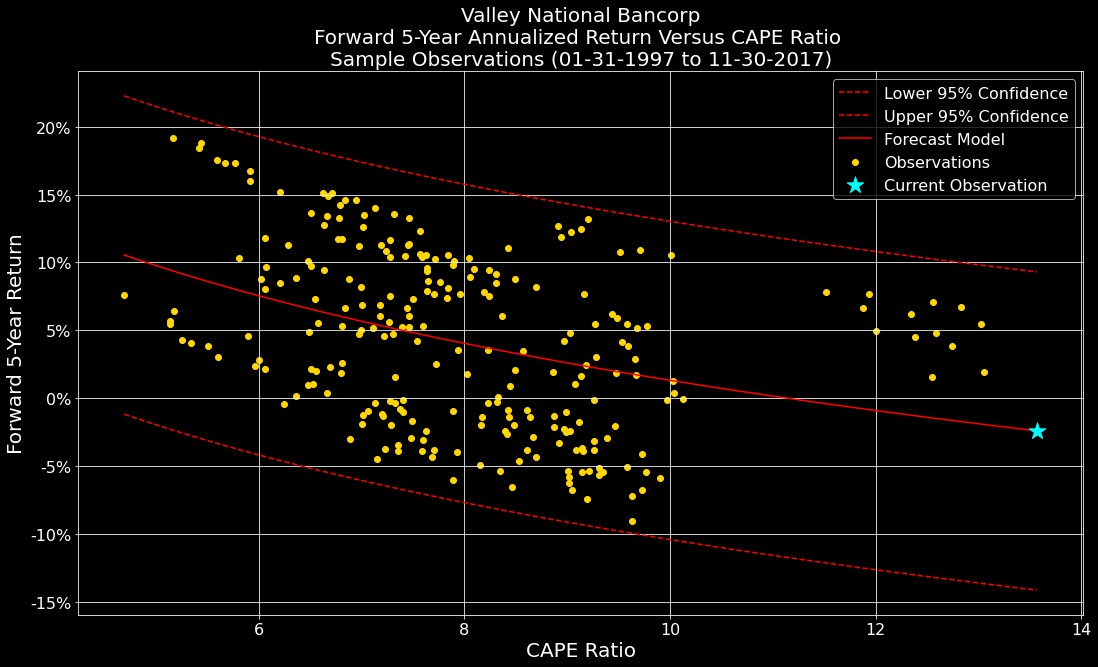 Valley National Bancorp
Forward 5-Year Annualized Return Versus CAPE Ratio
Sample Observations (01-31-1997 to 11-30-2017)
Lower 95% Confidence
Upper 95% Confidence
Forecast Model
Observations
Current Observation
Forward 5-Year Return
20%
15%
10%
5%
0%
-5%
-10%
-15%
6
8
10
12
14
CAPE Ratio